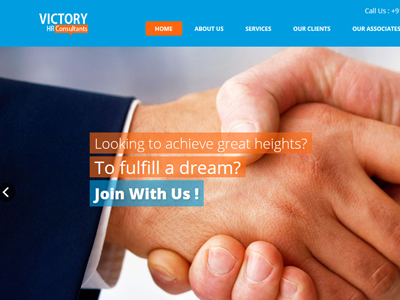 VICTORY
HR Consultants
Call Us : +9
HOME ABOUT US SERVICES OUR CLIENTS OUR ASSOCIATES
Looking to achieve great heights?
To fulfill a dream?
Join With Us !